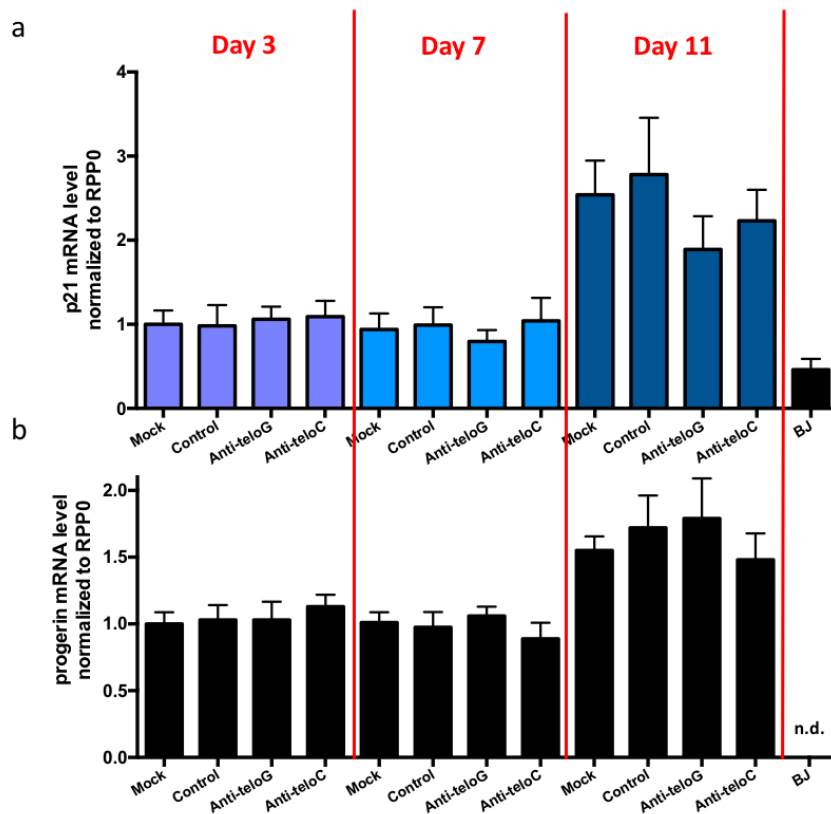 a
Day 3
Day 7
Day 11
p21 mRNA level
normalized to RPP0
4
3
2
1
0
Mock
Control
Anti-teloG
Anti-teloC
Mock
Control
Anti-teloG
Anti-teloC
Mock
Control
Anti-teloG
Anti-teloC
BJ
b
progerin mRNA level
normalized to RPP0
2.0
1.5
1.0
0.5
0.0
n.d.
Mock
Control
Anti-teloG
Anti-teloC
Mock
Control
Anti-teloG
Anti-teloC
Mock
Control
Anti-teloG
Anti-teloC
BJ